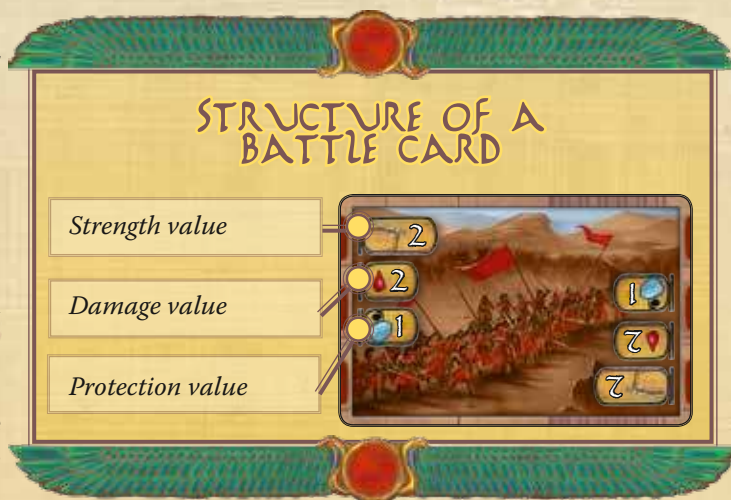 STRUCTURE OF A
BATTLE CARD
Strength value
2
Damage value
2
Protection value
1
1
2
2